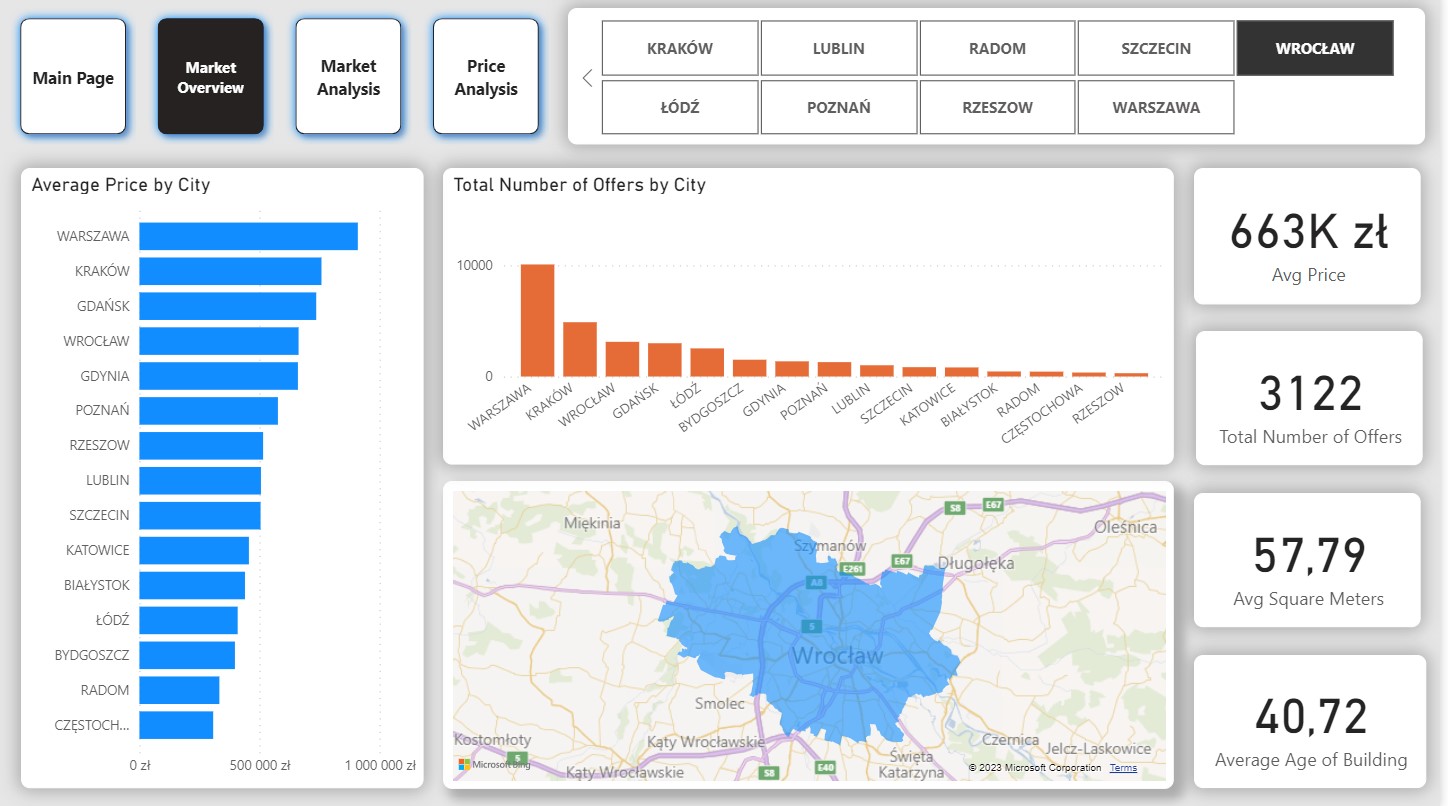 Main Page
Market
Overview
Market
Analysis
Price
Analysis
KRAKÓW
LUBLIN
RADOM
SZCZECIN
WROCŁAW
ŁÓDŹ
POZNAŃ
RZESZOW
WARSZAWA
Average Price by City
WARSZAWA
KRAKÓW
GDAŃSK
WROCŁAW
GDYNIA
POZNAŃ
RZESZOW
LUBLIN
SZCZECIN
KATOWICE
BIAŁYSTOK
ŁÓDŹ
BYDGOSZCZ
RADOM
CZĘSTOCH...
0 zł
500 000 zł
1 000 000 zł
Total Number of Offers by City
10000
0
WARSZAWA
KRAKÓW
WROCŁAW
GDAŃSK
ŁÓDŹ
BYDGOSZCZ
GDYNIA
POZNAŃ
LUBLIN
SZCZECIN
KATOWICE
BIAŁYSTOK
RADOM
CZĘSTOCHOWA
RZESZOW
Miękinia
S8
E67
Oleśnica
Szymanów
E261
E67
Długołęka
A8
5
Wrocław
Smolec
Kostomłoty
Kąty Wrocławskie
Czernica
Jelcz-Laskowice
5
Microsoft Bing
Kąty Wrocławskie
S8
E40
Święta
Katarzyna
© 2023 Microsoft Corporation
Terms
663K zł
Avg Price
3122
Total Number of Offers
57,79
Avg Square Meters
40,72
Average Age of Building